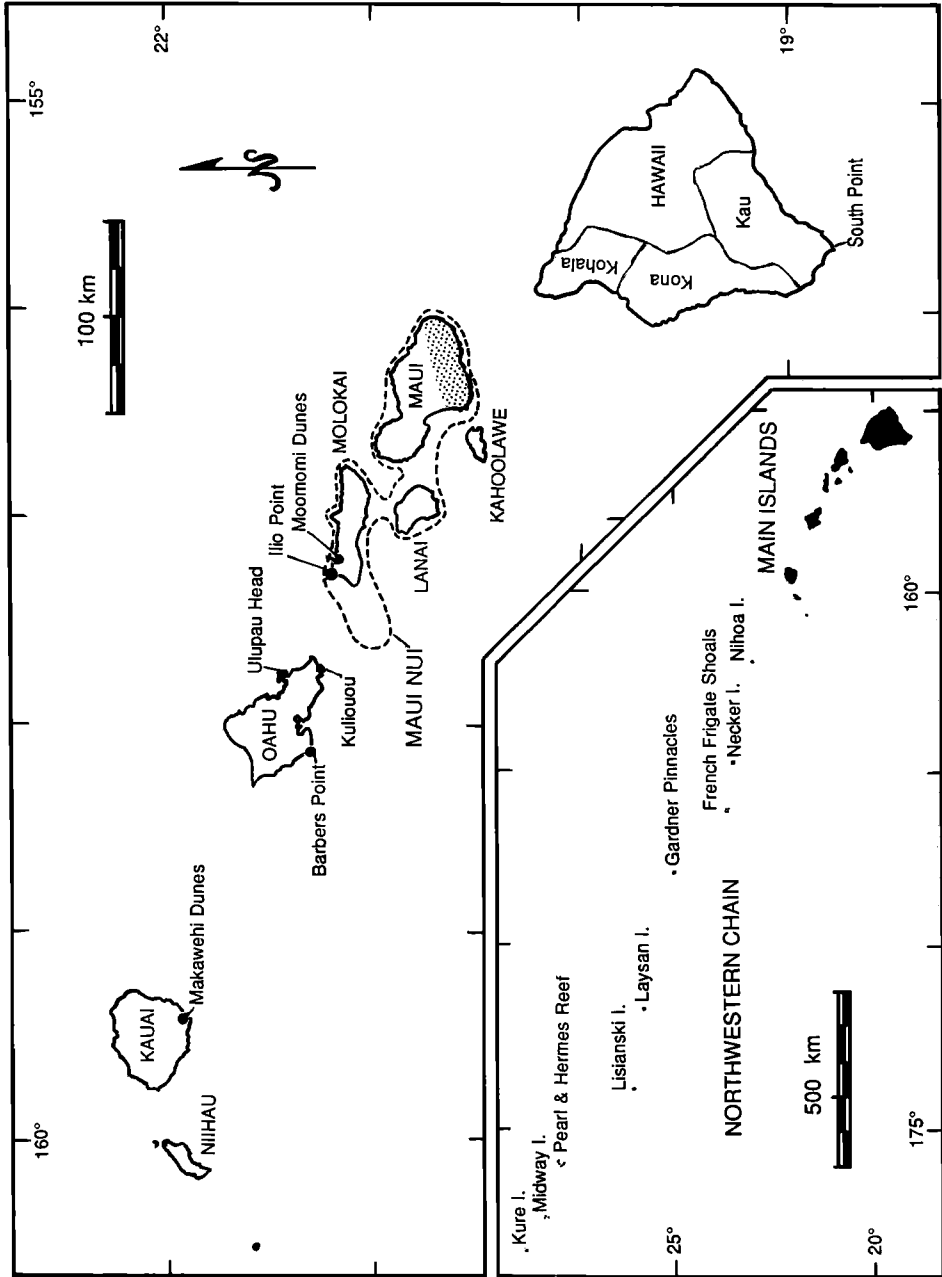 160°
155°
22°
19°
100 km
N
NIIHAU
KAUAI
Makawehi Dunes
OAHU
Ulupau Head
Barbers Point
Kuliouou
Ilio Point
Moomomi Dunes
MOLOKAI
MAUI NUI
LANAI
MAUI
KAHOOLAWE
Kohala
HAWAII
Kona
Kau
South Point
Kure I.
Midway I.
Pearl & Hermes Reef
Lisianski I.
Laysan I.
Gardner Pinnacles
French Frigate Shoals
Necker I.
Nihoa I.
MAIN ISLANDS
NORTHWESTERN CHAIN
500 km
25°
20°
175°
160°